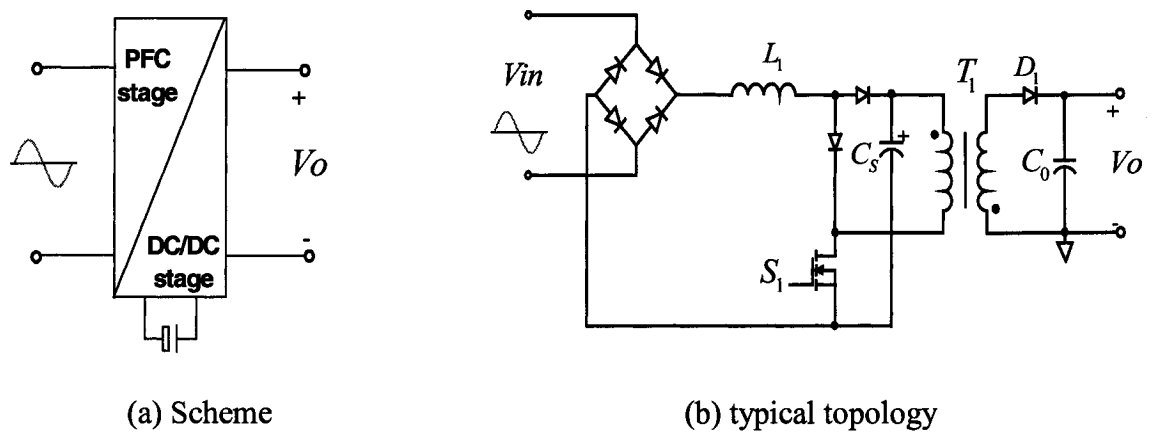 PFC
stage
+
Vo
-
DC/DC
stage
(a) Scheme
Vin
L₁
T₁
D₁
+
Cₛ
+
C₀
Vo
-
S₁
(b) typical topology